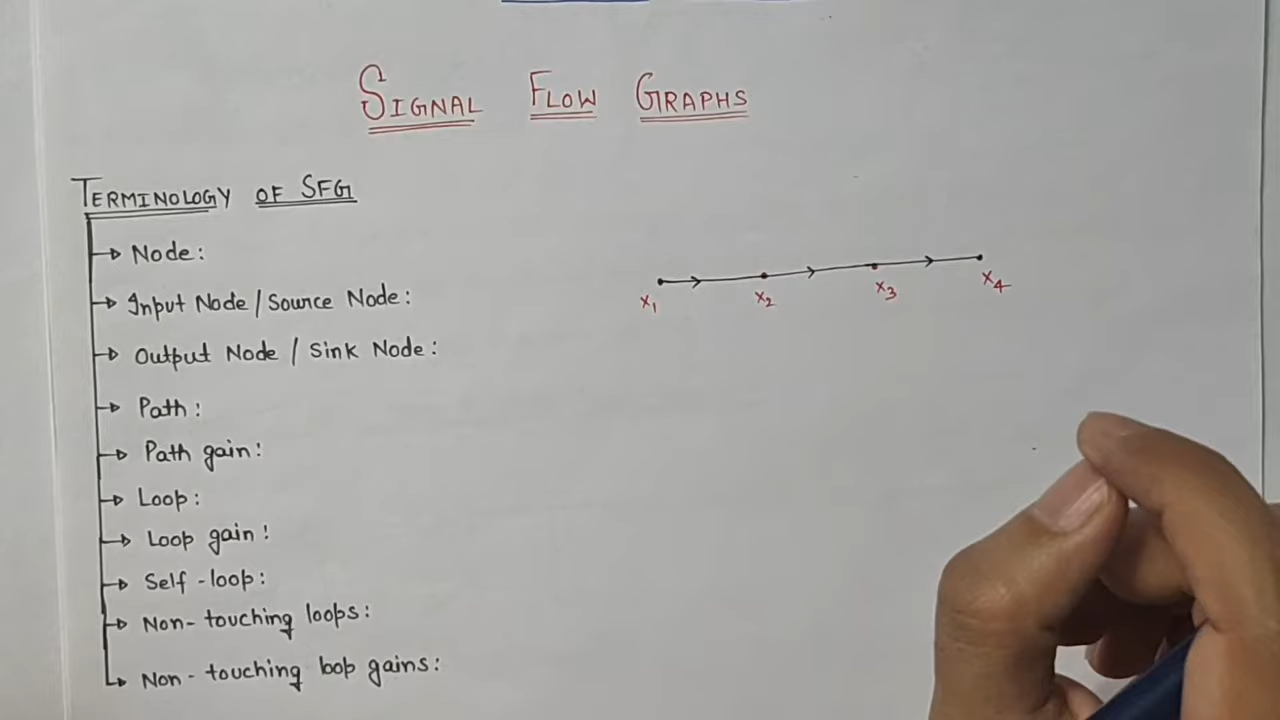 SIGNAL FLOW GRAPHS
TERMINOLOGY OF SFG
Node:
Input Node / Source Node:
Output Node / Sink Node:
Path:
Path gain:
Loop:
Loop gain:
Self-loop:
Non-touching loops:
Non-touching loop gains:
x1 x2 x3 x4